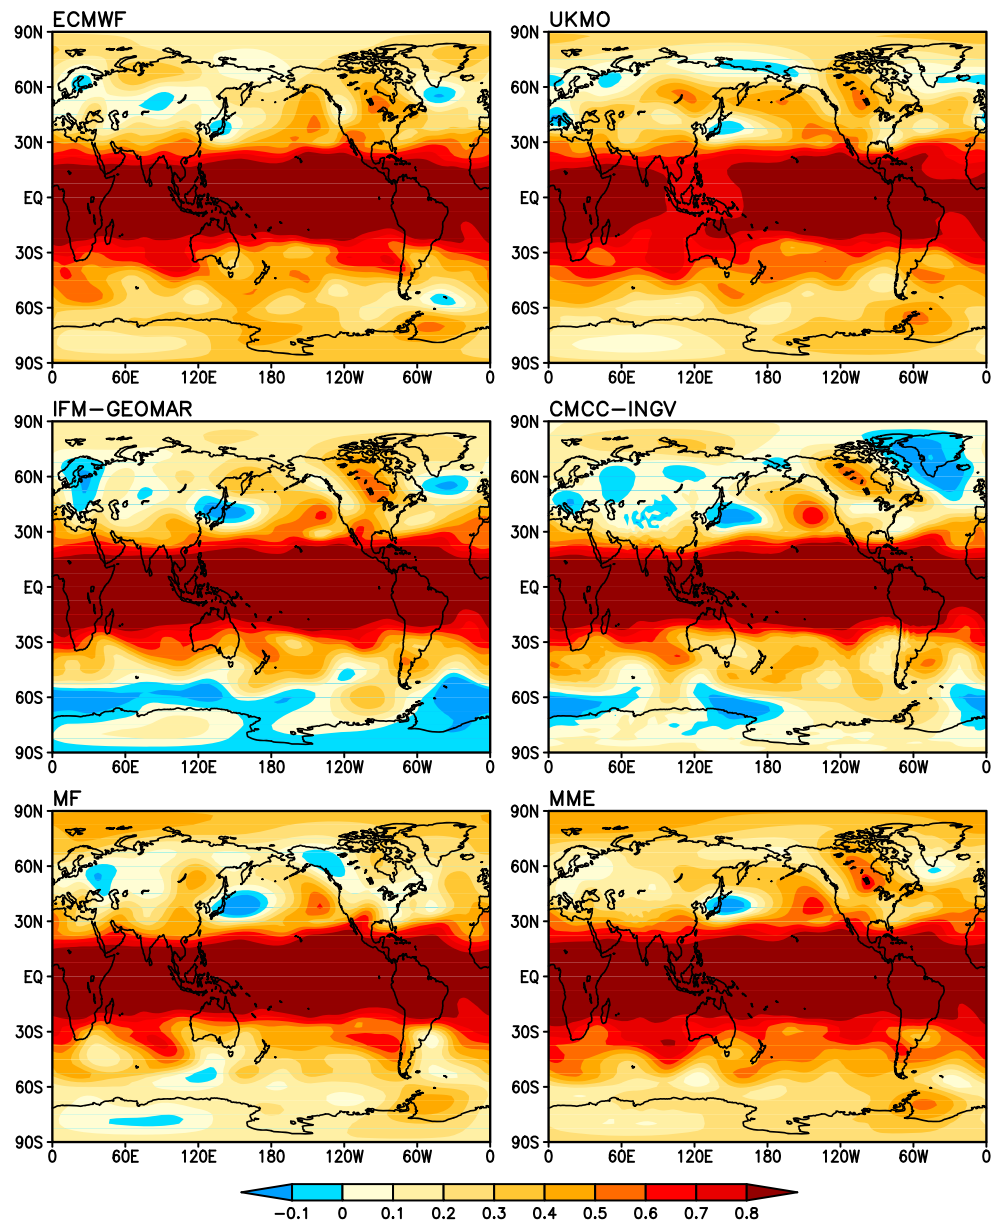 ECMWF UKMO
90N 90N
60N 60N
30N 30N
EQ EQ
30S 30S
60S 60S
90S 90S
0 60E 120E 180 120W 60W 0 0 60E 120E 180 120W 60W 0
IFM-GEOMAR CMCC-INGV
90N 90N
60N 60N
30N 30N
EQ EQ
30S 30S
60S 60S
90S 90S
0 60E 120E 180 120W 60W 0 0 60E 120E 180 120W 60W 0
MF MME
90N 90N
60N 60N
30N 30N
EQ EQ
30S 30S
60S 60S
90S 90S
0 60E 120E 180 120W 60W 0 0 60E 120E 180 120W 60W 0
-0.1 0 0.1 0.2 0.3 0.4 0.5 0.6 0.7 0.8